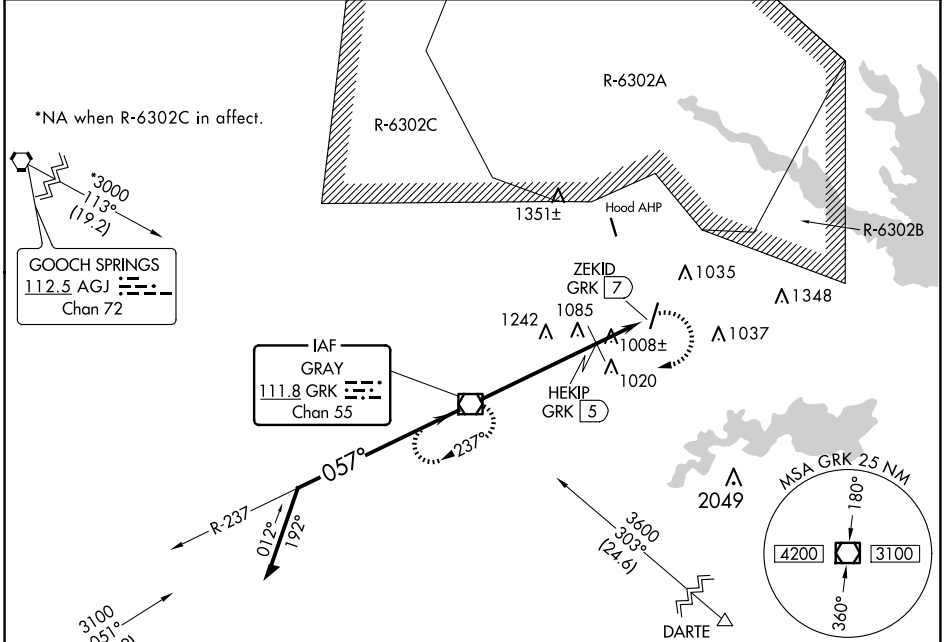 R-6302A
*NA when R-6302C in affect.
R-6302C
*3000
113°
(19.2)
1351±
Hood AHP
R-6302B
GOOCH SPRINGS
112.5 AGJ
Chan 72
ZEKID
GRK 7
1035
1348
1242
1085
1008±
1037
IAF
GRAY
111.8 GRK
Chan 55
1020
HEKIP
GRK 5
237°
057°
MSA GRK 25 NM
2049
180°
R-237
012°
192°
3600
303°
(24.6)
4200
3100
360°
3100
051°
DARTE